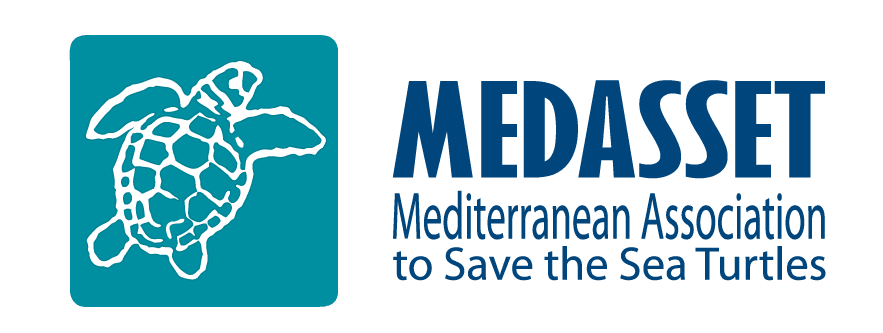 MEDASSET
Mediterranean Association
to Save the Sea Turtles